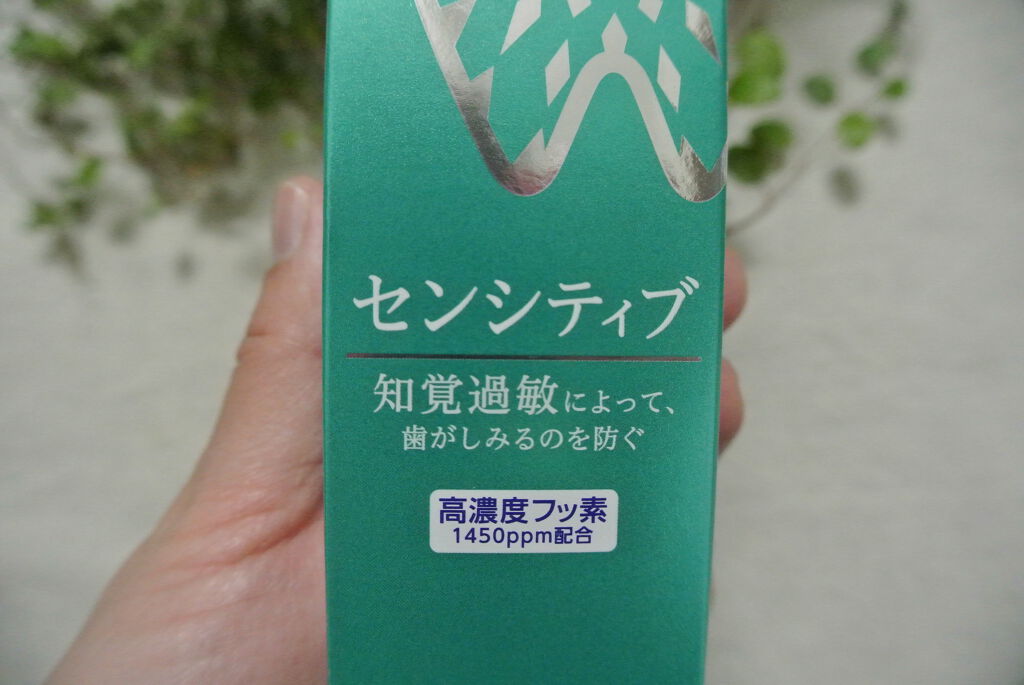 センシティブ
知覚過敏によって、
歯がしみるのを防ぐ
高濃度フッ素
1450ppm配合